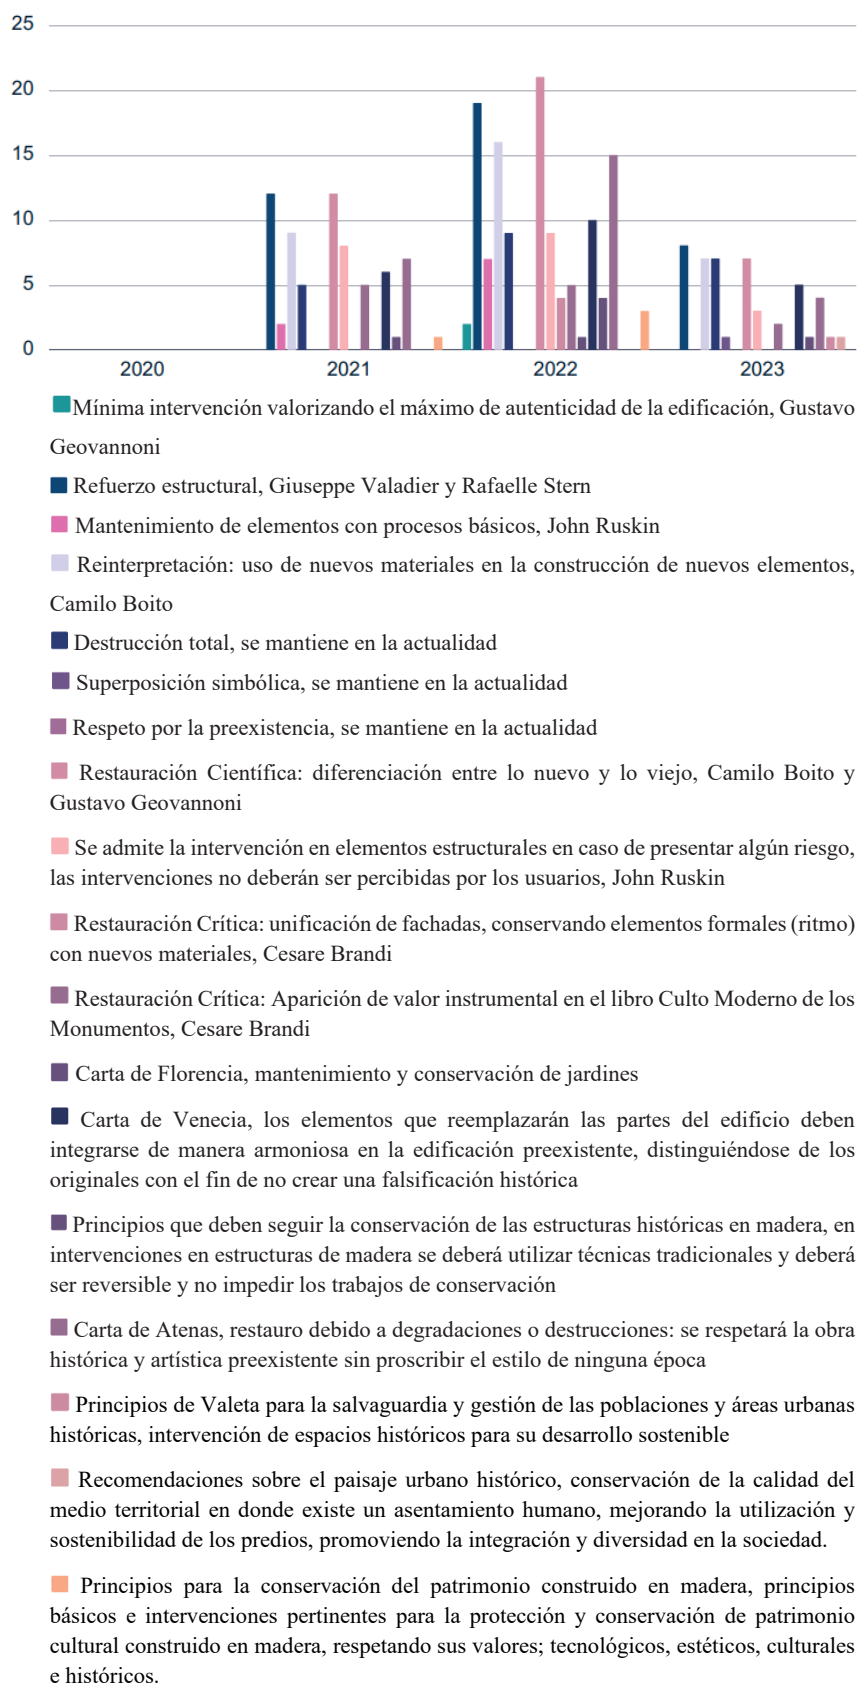 25
20
15
10
5
0
2020 2021 2022 2023
Mínima intervención valorizando el máximo de autenticidad de la edificación, Gustavo
Geovannoni
Refuerzo estructural, Giuseppe Valadier y Rafaelle Stern
Mantenimiento de elementos con procesos básicos, John Ruskin
Reinterpretación: uso de nuevos materiales en la construcción de nuevos elementos,
Camilo Boito
Destrucción total, se mantiene en la actualidad
Superposición simbólica, se mantiene en la actualidad
Respeto por la preexistencia, se mantiene en la actualidad
Restauración Científica: diferenciación entre lo nuevo y lo viejo, Camilo Boito y
Gustavo Geovannoni
Se admite la intervención en elementos estructurales en caso de presentar algún riesgo,
las intervenciones no deberán ser percibidas por los usuarios, John Ruskin
Restauración Crítica: unificación de fachadas, conservando elementos formales (ritmo)
con nuevos materiales, Cesare Brandi
Restauración Crítica: Aparición de valor instrumental en el libro Culto Moderno de los
Monumentos, Cesare Brandi
Carta de Florencia, mantenimiento y conservación de jardines
Carta de Venecia, los elementos que reemplazarán las partes del edificio deben
integrarse de manera armoniosa en la edificación preexistente, distinguiéndose de los
originales con el fin de no crear una falsificación histórica
Principios que deben seguir la conservación de las estructuras históricas en madera, en
intervenciones en estructuras de madera se deberá utilizar técnicas tradicionales y deberá
ser reversible y no impedir los trabajos de conservación
Carta de Atenas, restauro debido a degradaciones o destrucciones: se respetará la obra
histórica y artística preexistente sin proscribir el estilo de ninguna época
Principios de Valeta para la salvaguardia y gestión de las poblaciones y áreas urbanas
históricas, intervención de espacios históricos para su desarrollo sostenible
Recomendaciones sobre el paisaje urbano histórico, conservación de la calidad del
medio territorial en donde existe un asentamiento humano, mejorando la utilización y
sostenibilidad de los predios, promoviendo la integración y diversidad en la sociedad.
Principios para la conservación del patrimonio construido en madera, principios
básicos e intervenciones pertinentes para la protección y conservación de patrimonio
cultural construido en madera, respetando sus valores; tecnológicos, estéticos, culturales
e históricos.